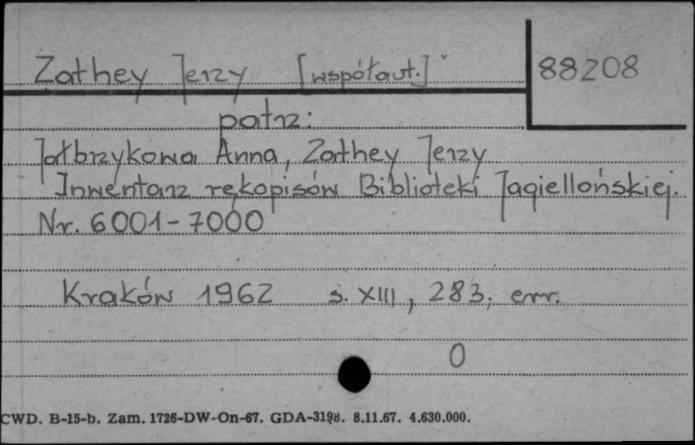 Zathey Jerzy [współaut.] 88208
patrz:
Jałbrzykowa Anna, Zathey Jerzy
Inwentarz rękopisów Biblioteki Jagiellońskiej.
Nr. 6001-7000
Kraków 1962 s. XIII, 283, err.
0
CWD. B-15-b. Zam. 1726-DW-On-67. GDA-3198. 8.11.67. 4.630.000.